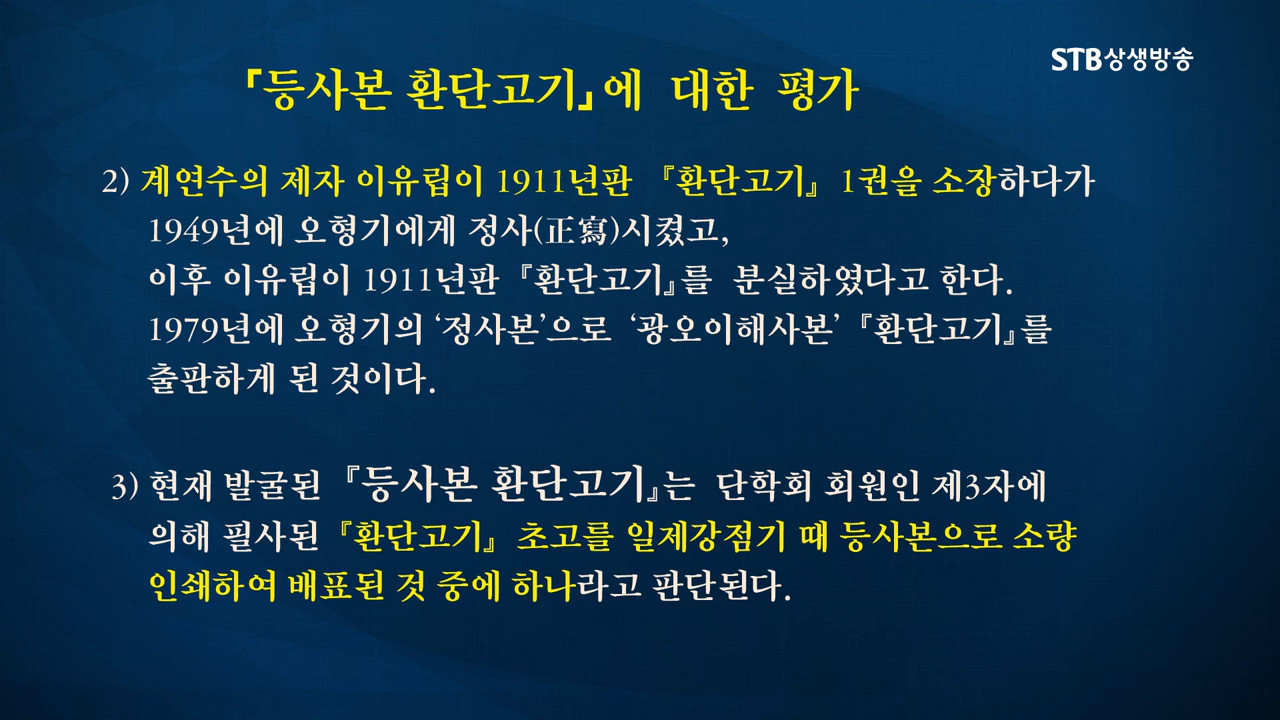 STB상생방송
『등사본 환단고기』에 대한 평가
2) 계연수의 제자 이유립이 1911년판 『환단고기』 1권을 소장하다가
1949년에 오형기에게 정사(正寫)시켰고,
이후 이유립이 1911년판 『환단고기』를 분실하였다고 한다.
1979년에 오형기의 ‘정사본’으로 ‘광오이해사본’ 『환단고기』를
출판하게 된 것이다.
3) 현재 발굴된 『등사본 환단고기』는 단학회 회원인 제3자에
의해 필사된 『환단고기』 초고를 일제강점기 때 등사본으로 소량
인쇄하여 배표된 것 중에 하나라고 판단된다.